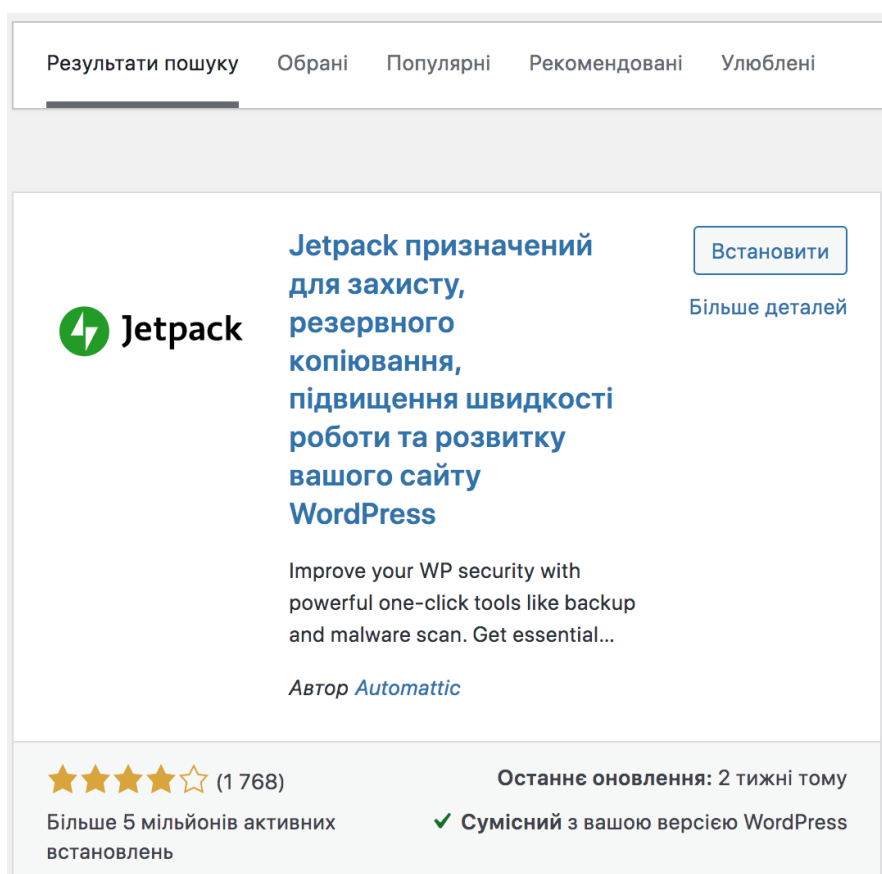 Результати пошуку Обрані Популярні Рекомендовані Улюблені
Jetpack
Jetpack призначений
для захисту,
резервного
копіювання,
підвищення швидкості
роботи та розвитку
вашого сайту
WordPress
Встановити
Більше деталей
Improve your WP security with
powerful one-click tools like backup
and malware scan. Get essential...
Автор Automattic
(1 768)
Більше 5 мільйонів активних
встановлень
Останнє оновлення: 2 тижні тому
Сумісний з вашою версією WordPress